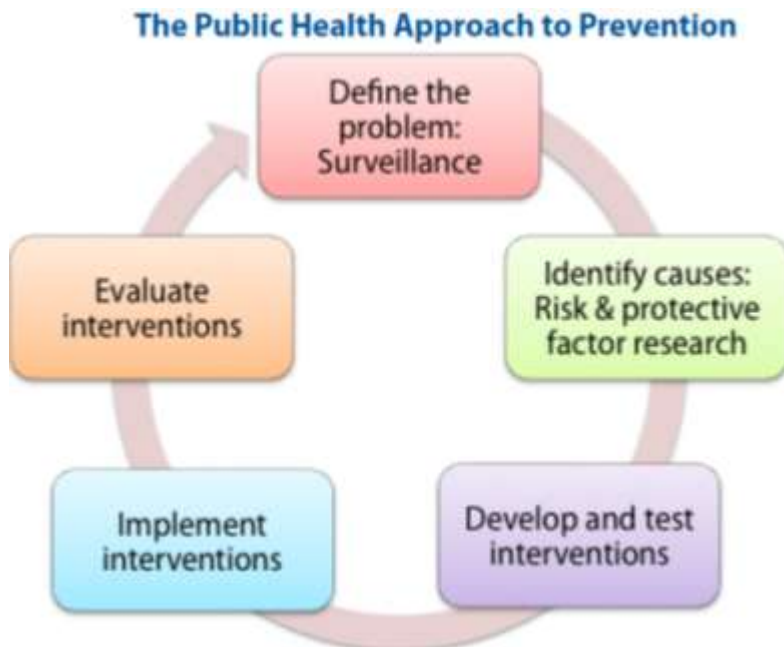 The Public Health Approach to Prevention
Define the
problem:
Surveillance
Identify causes:
Risk & protective
factor research
Develop and test
interventions
Implement
interventions
Evaluate
interventions